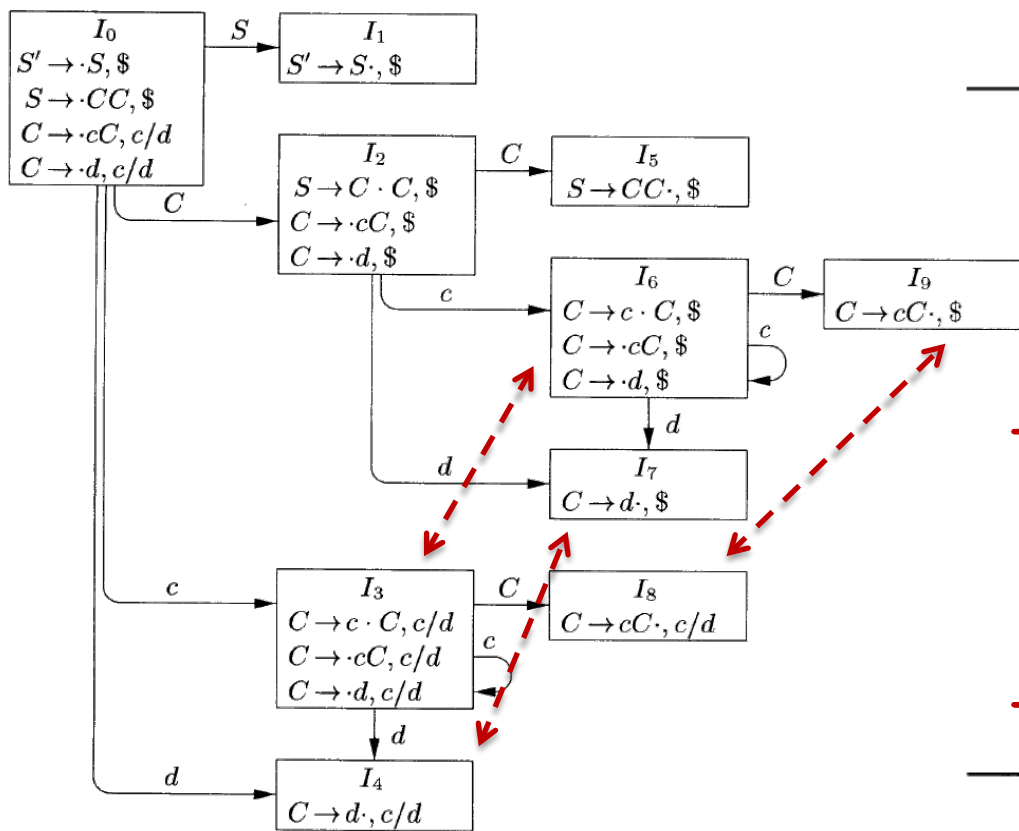 I₀
S′ → ·S, $
S → ·CC, $
C → ·cC, c/d
C → ·d, c/d
S
I₁
S′ → S·, $
C
I₂
S → C · C, $
C → ·cC, $
C → ·d, $
C
I₅
S → CC·, $
c
I₆
C → c · C, $
C → ·cC, $
C → ·d, $
C
I₉
C → cC·, $
c
d
d
I₇
C → d·, $
c
I₃
C → c · C, c/d
C → ·cC, c/d
C → ·d, c/d
C
I₈
C → cC·, c/d
c
d
d
I₄
C → d·, c/d